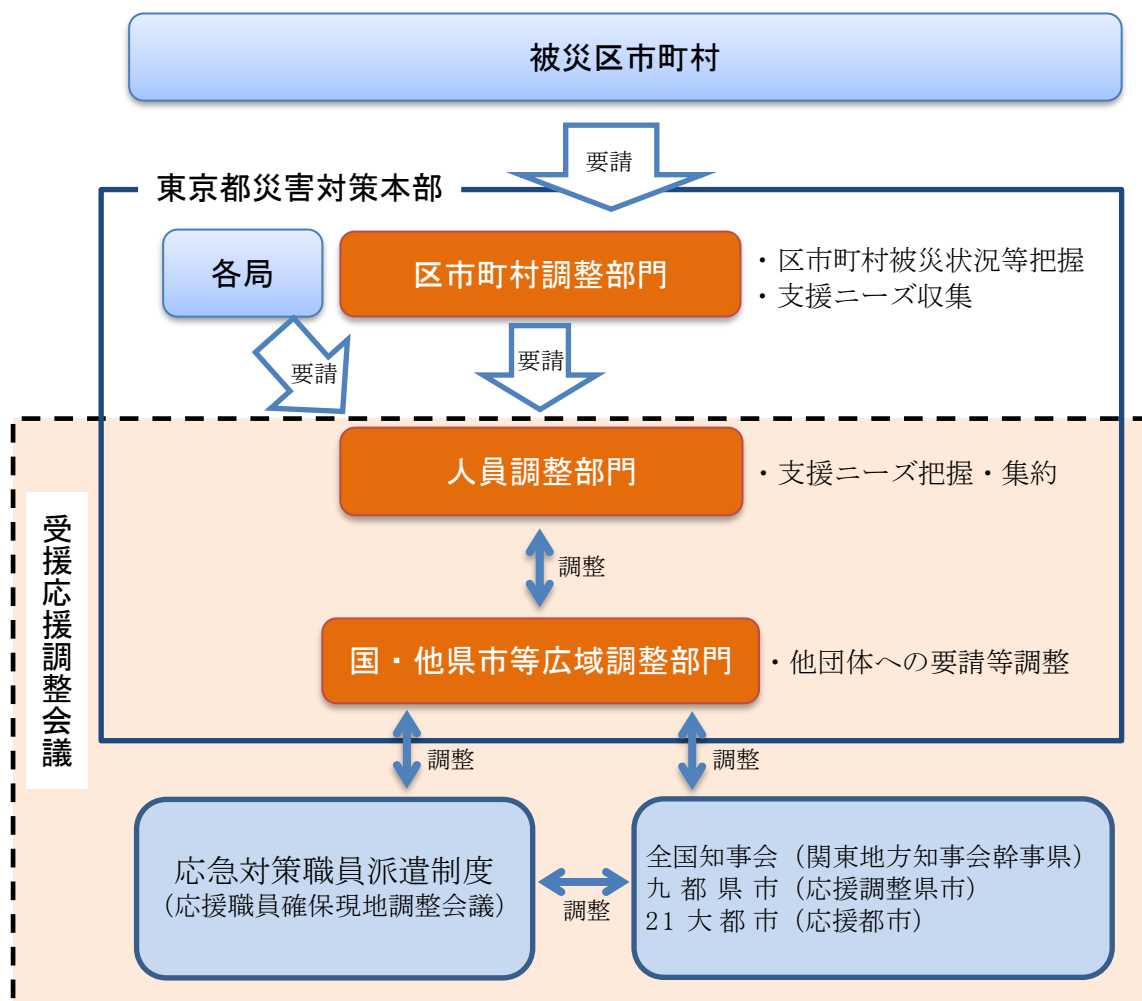 被災区市町村
要請
東京都災害対策本部
各局
区市町村調整部門
・区市町村被災状況等把握
・支援ニーズ収集
要請
要請
人員調整部門
・支援ニーズ把握・集約
受援応援調整会議
調整
国・他県市等広域調整部門
・他団体への要請等調整
調整
調整
応急対策職員派遣制度
(応援職員確保現地調整会議)
調整
全国知事会（関東地方知事会幹事県）
九 都 県 市（応援調整県市）
21 大 都 市（応援都市）